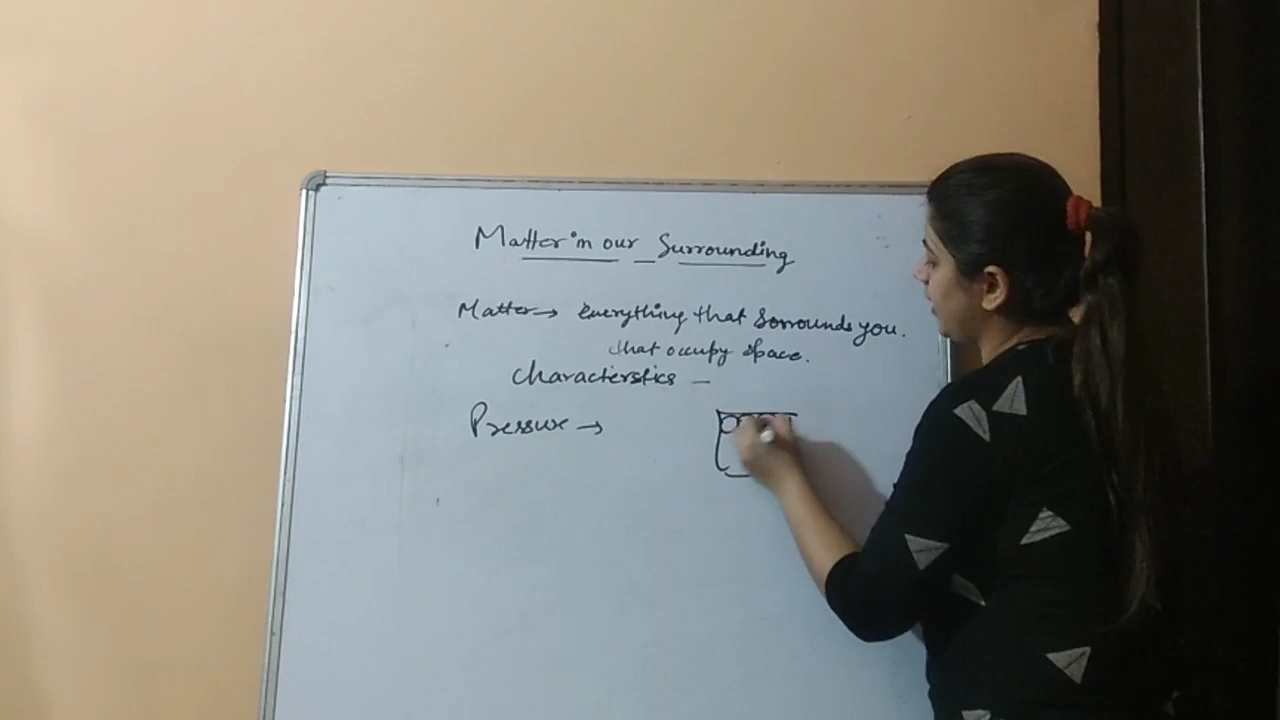 Matter in our Surrounding
Matter → Everything that Sorrounds you.
that occupy space.
Characterstics -
Pressure →